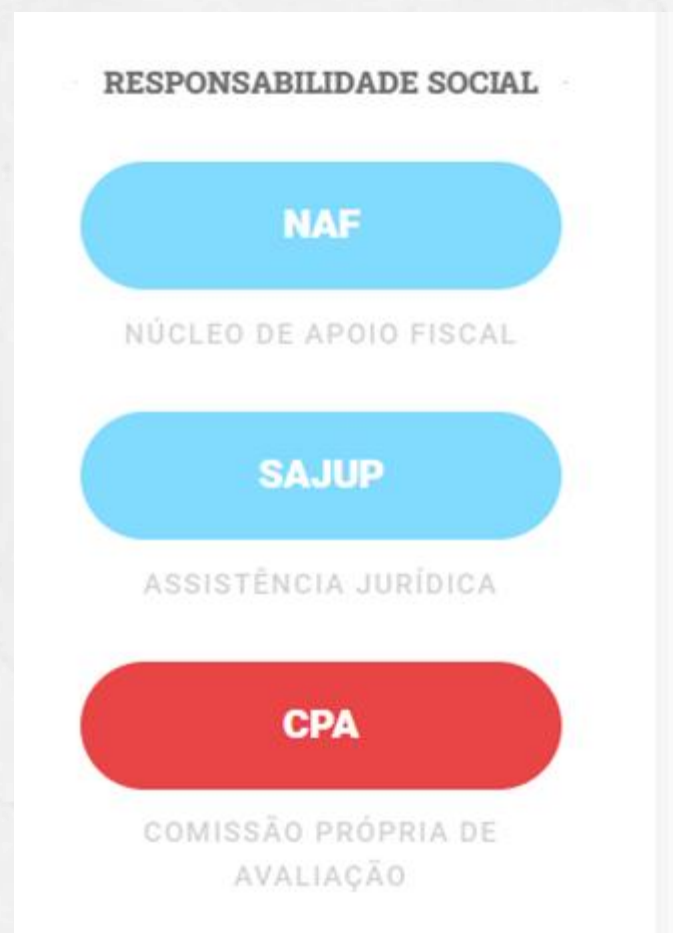 RESPONSABILIDADE SOCIAL
NAF
NÚCLEO DE APOIO FISCAL
SAJUP
ASSISTÊNCIA JURÍDICA
CPA
COMISSÃO PRÓPRIA DE
AVALIAÇÃO